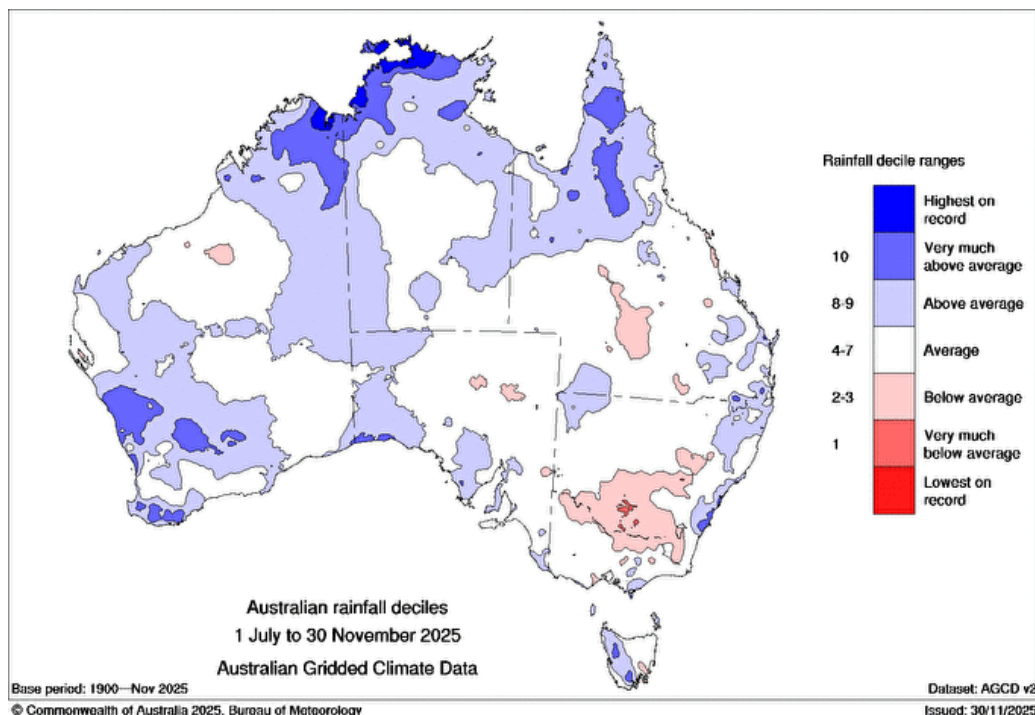 Rainfall decile ranges
Highest on
record
10
Very much
above average
8-9
Above average
4-7
Average
2-3
Below average
1
Very much
below average
Lowest on
record
Australian rainfall deciles
1 July to 30 November 2025
Australian Gridded Climate Data
Base period: 1900—Nov 2025
Dataset: AGCD v2
© Commonwealth of Australia 2025, Bureau of Meteorology
Issued: 30/11/2025